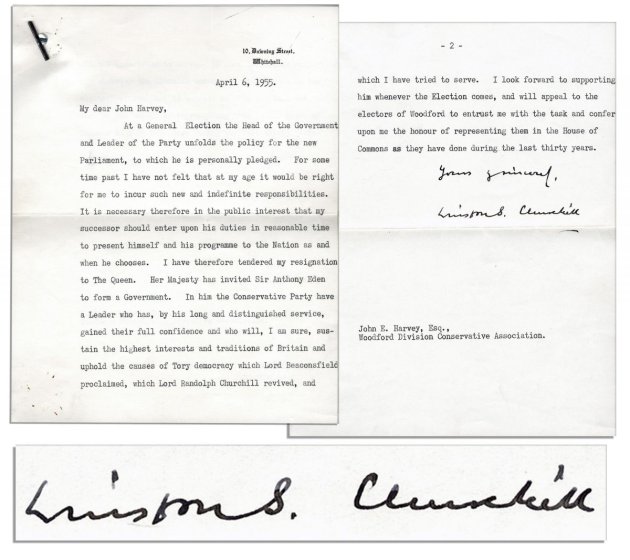 10, Downing Street,
Whitehall.
April 6, 1955.
My dear John Harvey,
At a General Election the Head of the Government
and Leader of the Party unfolds the policy for the new
Parliament, to which he is personally pledged. For some
time past I have not felt that at my age it would be right
for me to incur such new and indefinite responsibilities.
It is necessary therefore in the public interest that my
successor should enter upon his duties in reasonable time
to present himself and his programme to the Nation as and
when he chooses. I have therefore tendered my resignation
to The Queen. Her Majesty has invited Sir Anthony Eden
to form a Government. In him the Conservative Party have
a Leader who has, by his long and distinguished service,
gained their full confidence and who will, I am sure, sus-
tain the highest interests and traditions of Britain and
uphold the causes of Tory democracy which Lord Beaconsfield
proclaimed, which Lord Randolph Churchill revived, and
- 2 -
which I have tried to serve. I look forward to supporting
him whenever the Election comes, and will appeal to the
electors of Woodford to entrust me with the task and confer
upon me the honour of representing them in the House of
Commons as they have done during the last thirty years.
Yours sincerely,
Winston S. Churchill
John E. Harvey, Esq.,
Woodford Division Conservative Association.
Winston S. Churchill